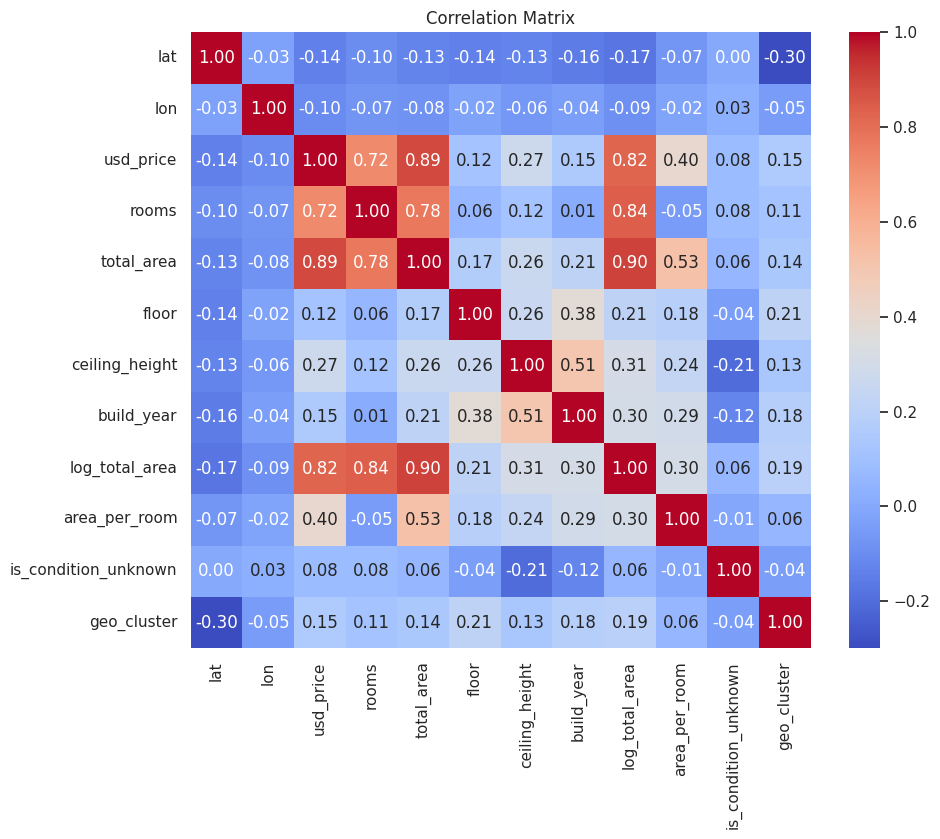 Correlation Matrix
lat 1.00 -0.03 -0.14 -0.10 -0.13 -0.14 -0.13 -0.16 -0.17 -0.07 0.00 -0.30
lon -0.03 1.00 -0.10 -0.07 -0.08 -0.02 -0.06 -0.04 -0.09 -0.02 0.03 -0.05
usd_price -0.14 -0.10 1.00 0.72 0.89 0.12 0.27 0.15 0.82 0.40 0.08 0.15
rooms -0.10 -0.07 0.72 1.00 0.78 0.06 0.12 0.01 0.84 -0.05 0.08 0.11
total_area -0.13 -0.08 0.89 0.78 1.00 0.17 0.26 0.21 0.90 0.53 0.06 0.14
floor -0.14 -0.02 0.12 0.06 0.17 1.00 0.26 0.38 0.21 0.18 -0.04 0.21
ceiling_height -0.13 -0.06 0.27 0.12 0.26 0.26 1.00 0.51 0.31 0.24 -0.21 0.13
build_year -0.16 -0.04 0.15 0.01 0.21 0.38 0.51 1.00 0.30 0.29 -0.12 0.18
log_total_area -0.17 -0.09 0.82 0.84 0.90 0.21 0.31 0.30 1.00 0.30 0.06 0.19
area_per_room -0.07 -0.02 0.40 -0.05 0.53 0.18 0.24 0.29 0.30 1.00 -0.01 0.06
is_condition_unknown 0.00 0.03 0.08 0.08 0.06 -0.04 -0.21 -0.12 0.06 -0.01 1.00 -0.04
geo_cluster -0.30 -0.05 0.15 0.11 0.14 0.21 0.13 0.18 0.19 0.06 -0.04 1.00
lat lon usd_price rooms total_area floor ceiling_height build_year log_total_area area_per_room is_condition_unknown geo_cluster
1.0
0.8
0.6
0.4
0.2
0.0
−0.2